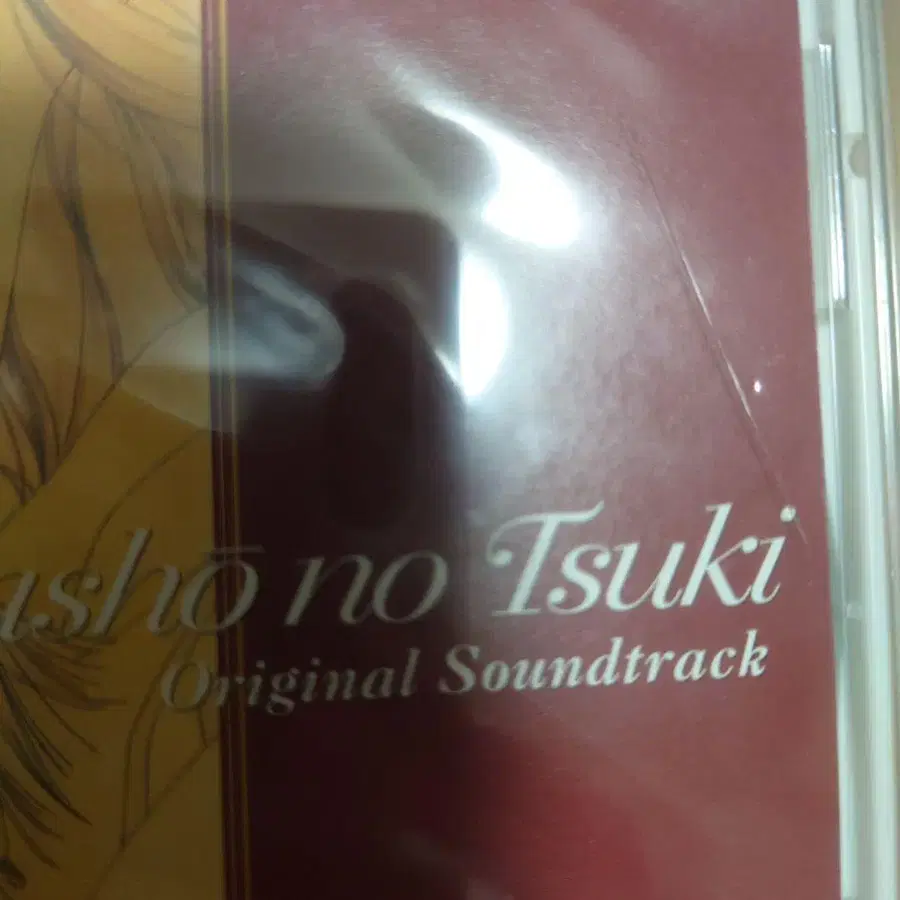 ashō no Tsuki
Original Soundtrack